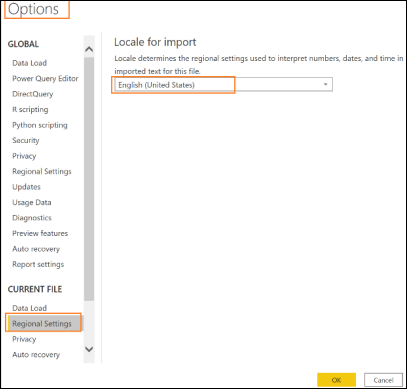 Options
GLOBAL
Data Load
Power Query Editor
DirectQuery
R scripting
Python scripting
Security
Privacy
Regional Settings
Updates
Usage Data
Diagnostics
Preview features
Auto recovery
Report settings
CURRENT FILE
Data Load
Regional Settings
Privacy
Auto recovery
Locale for import
Locale determines the regional settings used to interpret numbers, dates, and time in
imported text for this file.
English (United States)
OK
Cancel